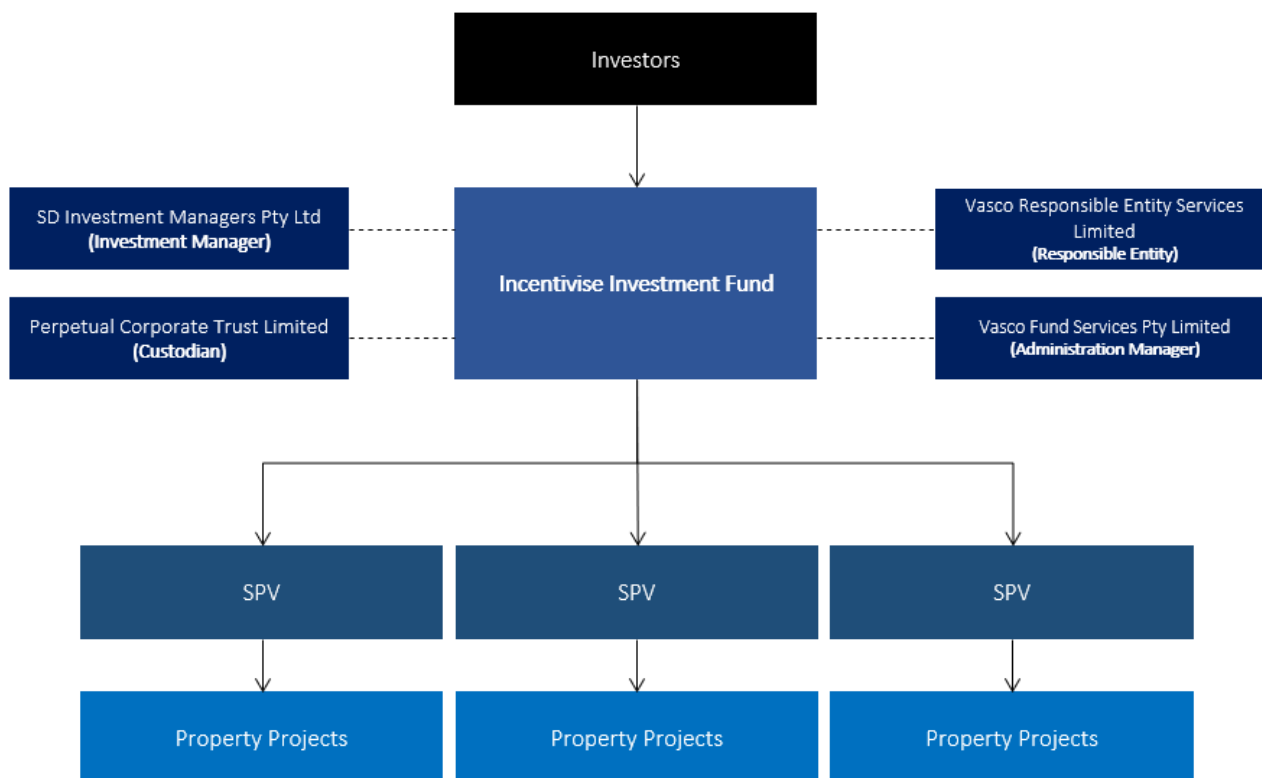 Investors
SD Investment Managers Pty Ltd
(Investment Manager)
Perpetual Corporate Trust Limited
(Custodian)
Incentivise Investment Fund
Vasco Responsible Entity Services
Limited
(Responsible Entity)
Vasco Fund Services Pty Limited
(Administration Manager)
SPV
SPV
SPV
Property Projects
Property Projects
Property Projects